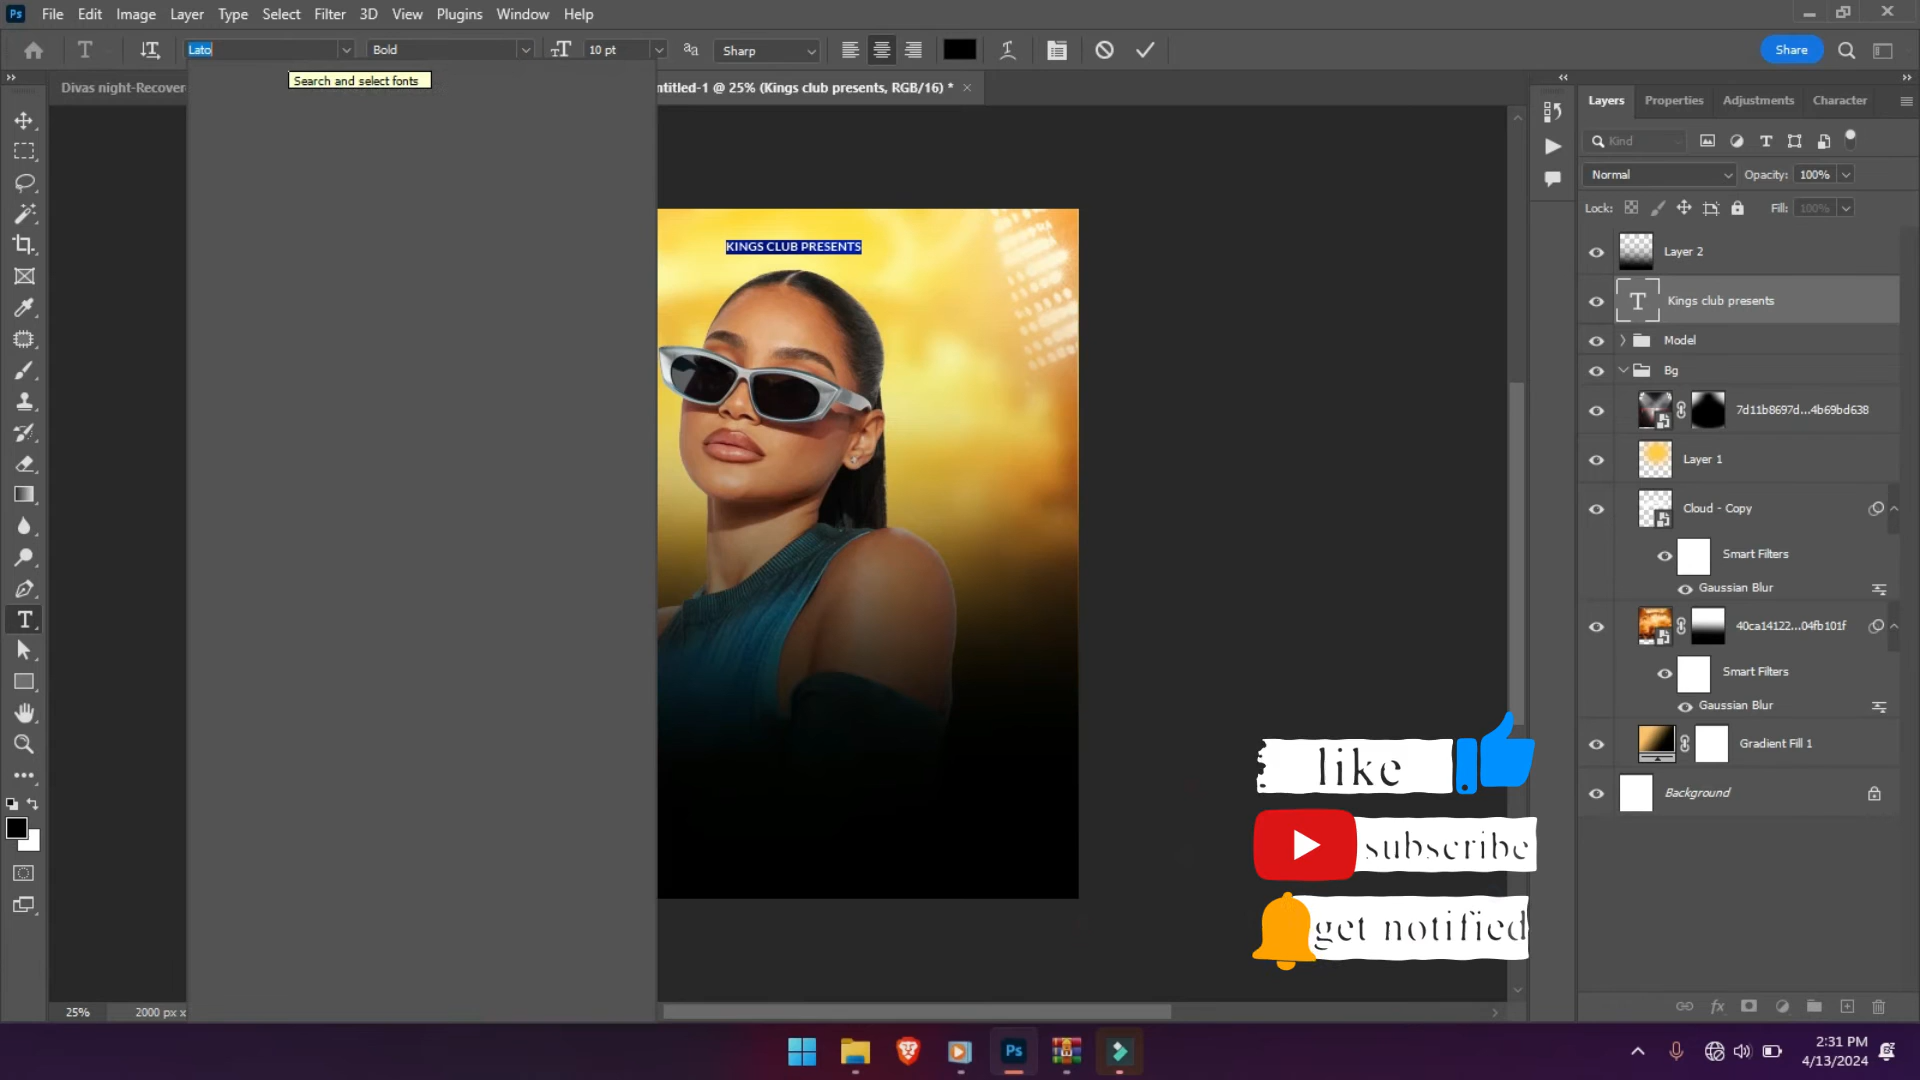 File Edit Image Layer Type Select Filter 3D View Plugins Window Help
Lato Bold 10 pt Sharp Share
Search and select fonts
Divas night-Recover ntitled-1 @ 25% (Kings club presents, RGB/16) *
Layers Properties Adjustments Character
Kind
Normal Opacity: 100%
Lock: Fill: 100%
KINGS CLUB PRESENTS
Layer 2
Kings club presents
Model
Bg
7d11b8697d...4b69bd638
Layer 1
Cloud - Copy
Smart Filters
Gaussian Blur
40ca14122...04fb101f
Smart Filters
Gaussian Blur
Gradient Fill 1
Background
like
subscribe
get notified
25% 2000 px x
2:31 PM
4/13/2024